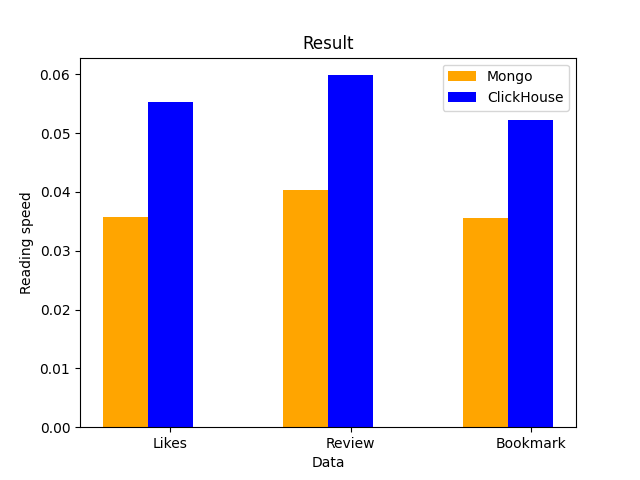 Result
Mongo
ClickHouse
Reading speed
0.06
0.05
0.04
0.03
0.02
0.01
0.00
Likes Review Bookmark
Data